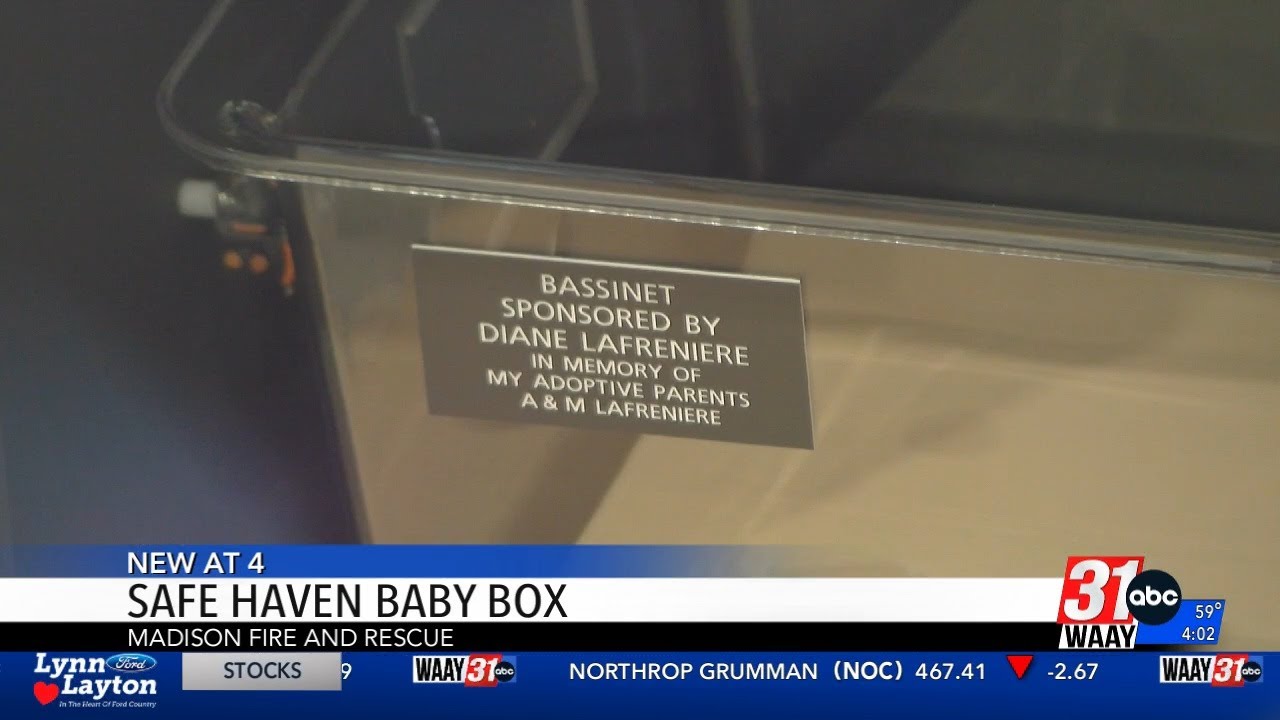 BASSINET
SPONSORED BY
DIANE LAFRENIERE
IN MEMORY OF
MY ADOPTIVE PARENTS
A & M LAFRENIERE
NEW AT 4
SAFE HAVEN BABY BOX
MADISON FIRE AND RESCUE
31 abc
WAAY
59°
4:02
Lynn Ford
Layton
In The Heart Of Ford Country
STOCKS
9
WAAY 31 abc
NORTHROP GRUMMAN (NOC) 467.41 ▼ -2.67
WAAY 31 abc